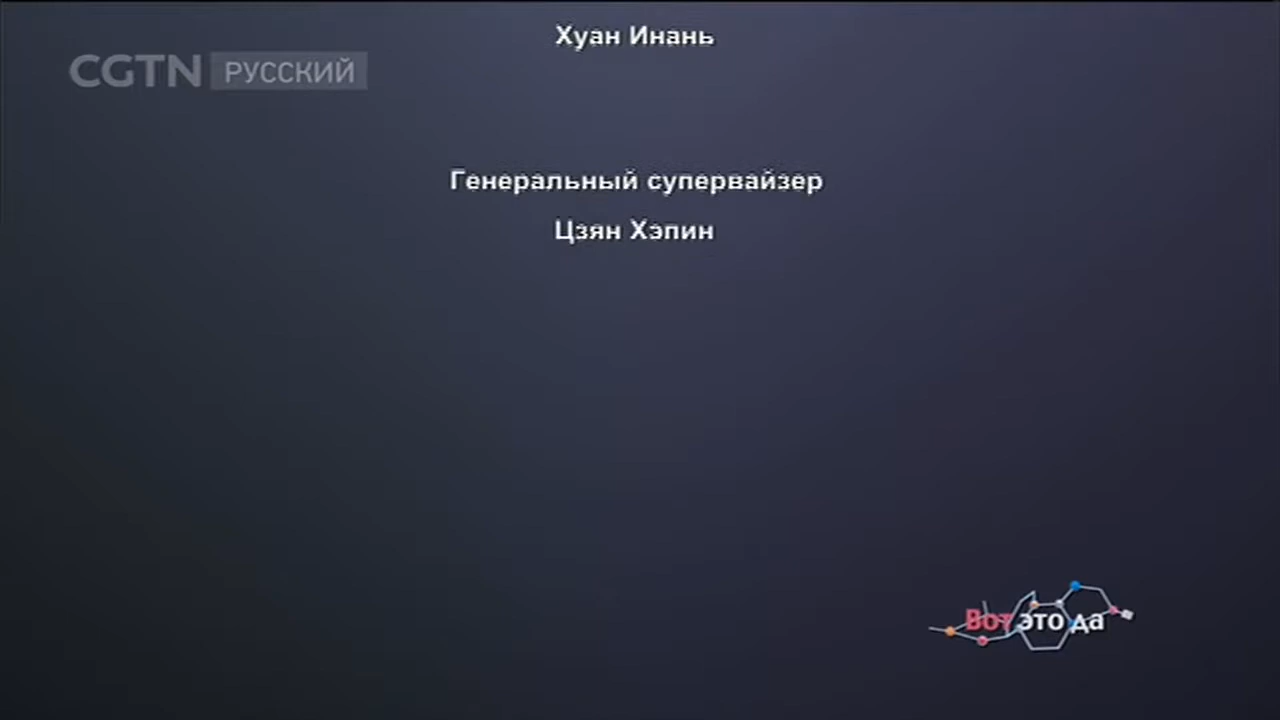 Хуан Инань
CGTN РУССКИЙ
Генеральный супервайзер
Цзян Хэпин
Вот это да